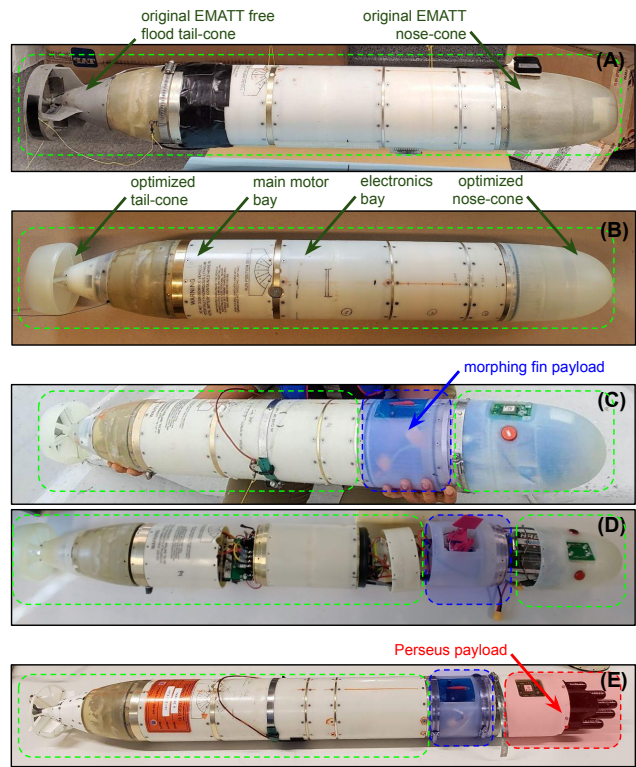 original EMATT free
flood tail-cone
original EMATT
nose-cone
(A)
optimized
tail-cone
main motor
bay
electronics
bay
optimized
nose-cone
(B)
WARNING
morphing fin payload
(C)
(D)
Perseus payload
(E)